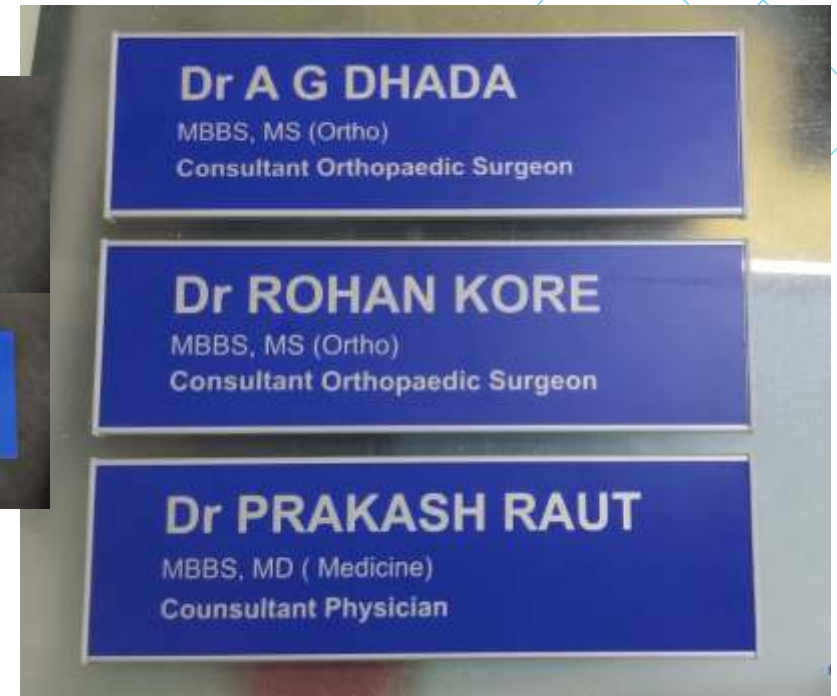 Dr A G DHADA
MBBS, MS (Ortho)
Consultant Orthopaedic Surgeon
Dr ROHAN KORE
MBBS, MS (Ortho)
Consultant Orthopaedic Surgeon
Dr PRAKASH RAUT
MBBS, MD ( Medicine)
Counsultant Physician